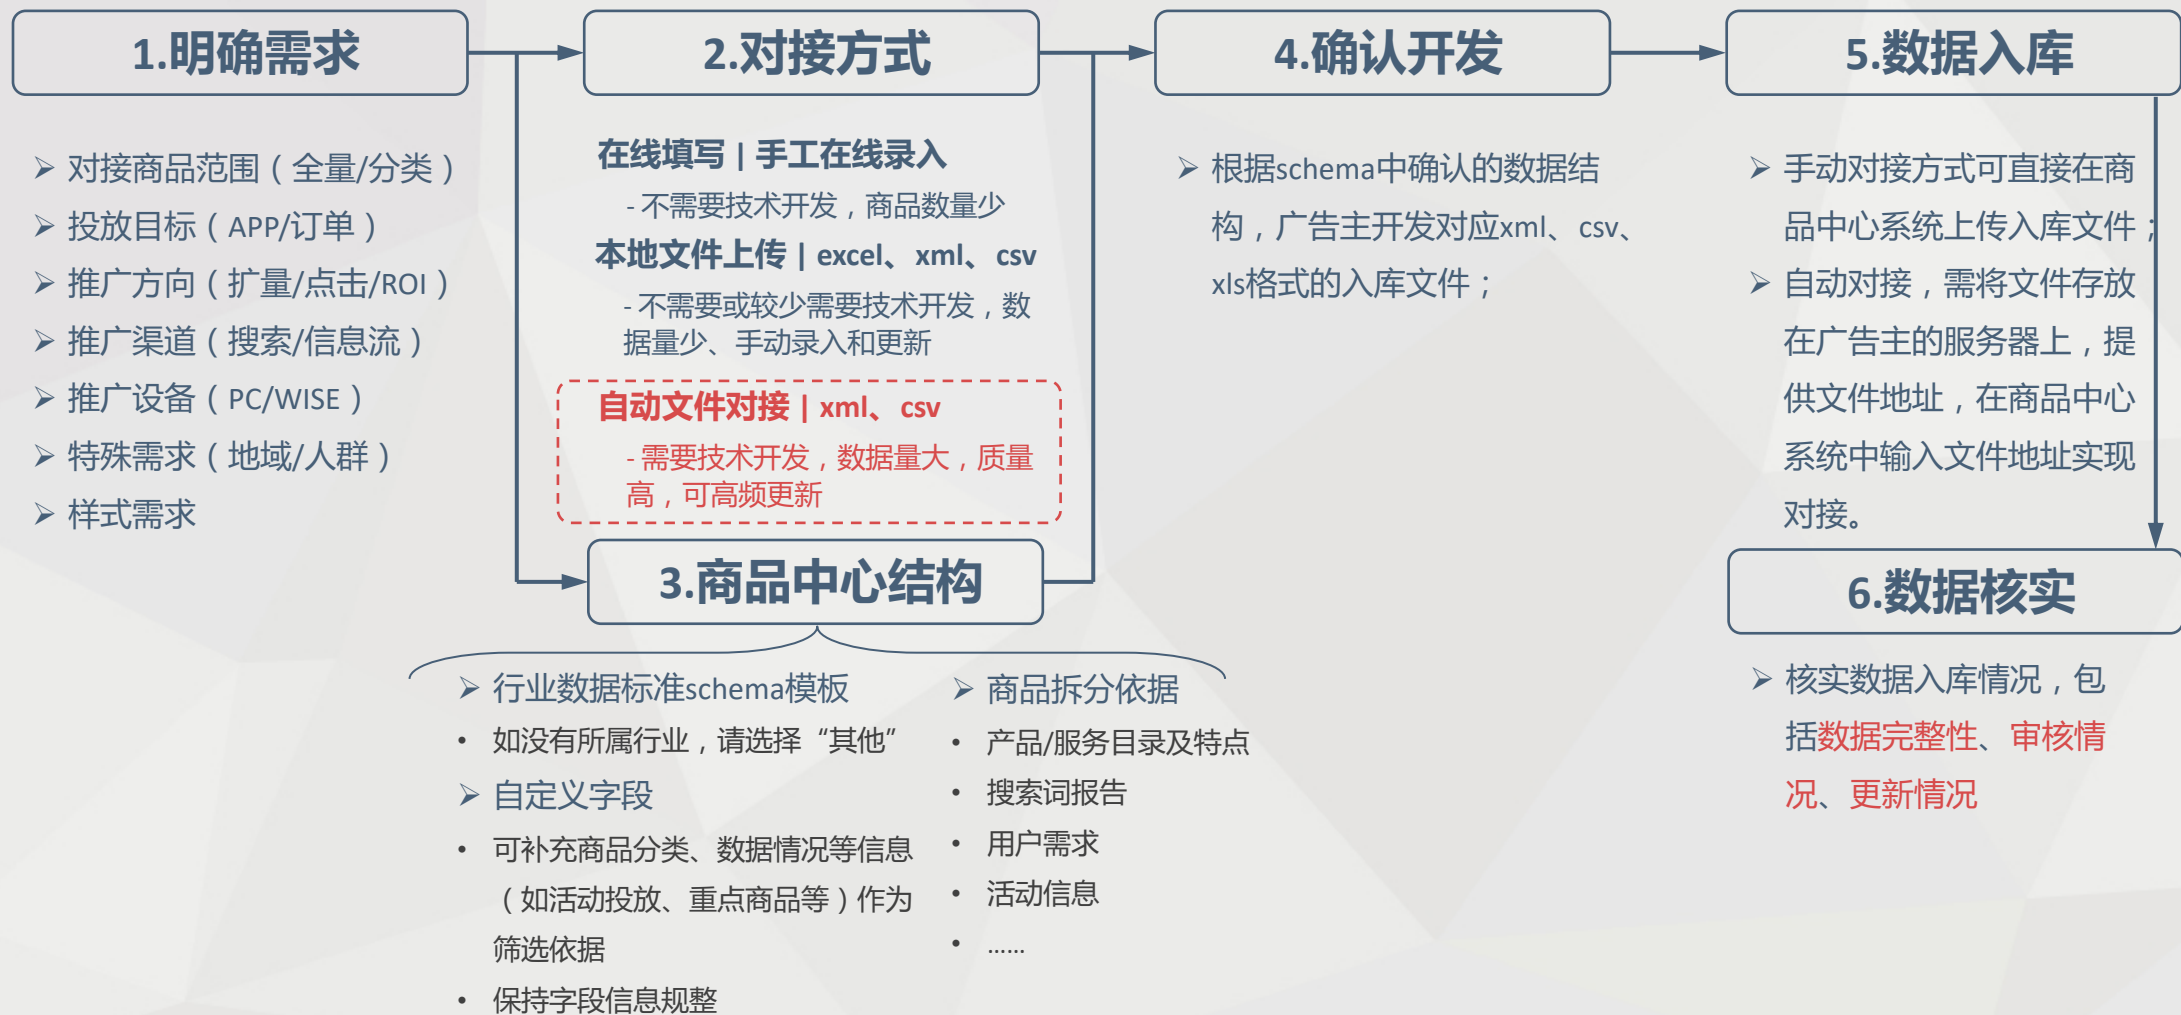 1.明确需求
➢ 对接商品范围（全量/分类）
➢ 投放目标（APP/订单）
➢ 推广方向（扩量/点击/ROI）
➢ 推广渠道（搜索/信息流）
➢ 推广设备（PC/WISE）
➢ 特殊需求（地域/人群）
➢ 样式需求
2.对接方式
在线填写 | 手工在线录入
- 不需要技术开发，商品数量少
本地文件上传 | excel、xml、csv
- 不需要或较少需要技术开发，数
据量少、手动录入和更新
自动文件对接 | xml、csv
- 需要技术开发，数据量大，质量
高，可高频更新
3.商品中心结构
➢ 行业数据标准schema模板
• 如没有所属行业，请选择“其他”
➢ 自定义字段
• 可补充商品分类、数据情况等信息
（如活动投放、重点商品等）作为
筛选依据
• 保持字段信息规整
➢ 商品拆分依据
• 产品/服务目录及特点
• 搜索词报告
• 用户需求
• 活动信息
• ......
4.确认开发
➢ 根据schema中确认的数据结
构，广告主开发对应xml、csv、
xls格式的入库文件；
5.数据入库
➢ 手动对接方式可直接在商
品中心系统上传入库文件；
➢ 自动对接，需将文件存放
在广告主的服务器上，提
供文件地址，在商品中心
系统中输入文件地址实现
对接。
6.数据核实
➢ 核实数据入库情况，包
括数据完整性、审核情
况、更新情况